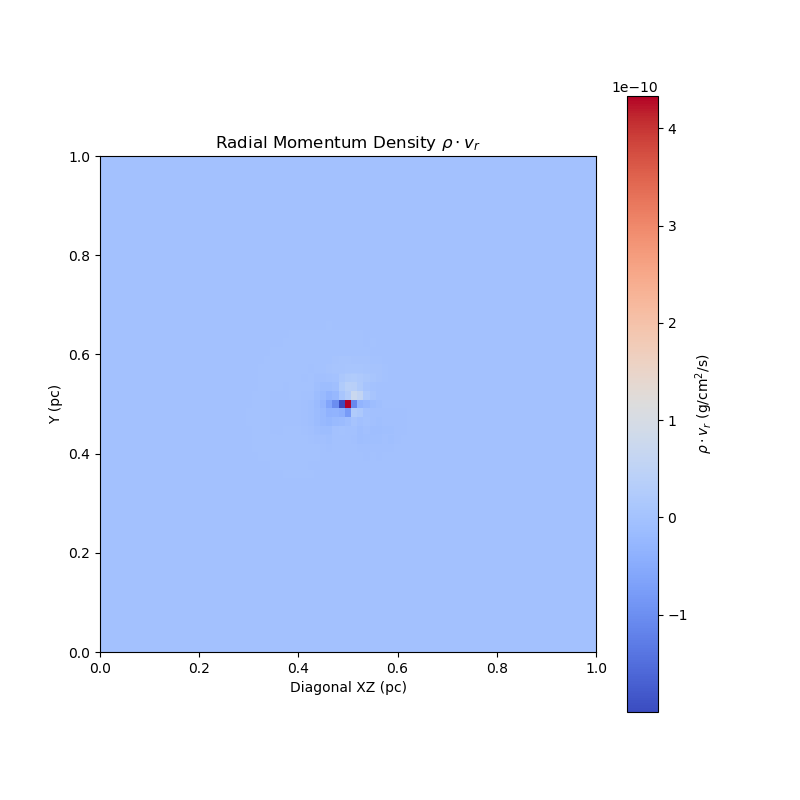 1e−10
Radial Momentum Density ρ · v_r
1.0
0.8
0.6
0.4
0.2
0.0
Y (pc)
0.0 0.2 0.4 0.6 0.8 1.0
Diagonal XZ (pc)
4
3
2
1
0
−1
ρ · v_r (g/cm²/s)